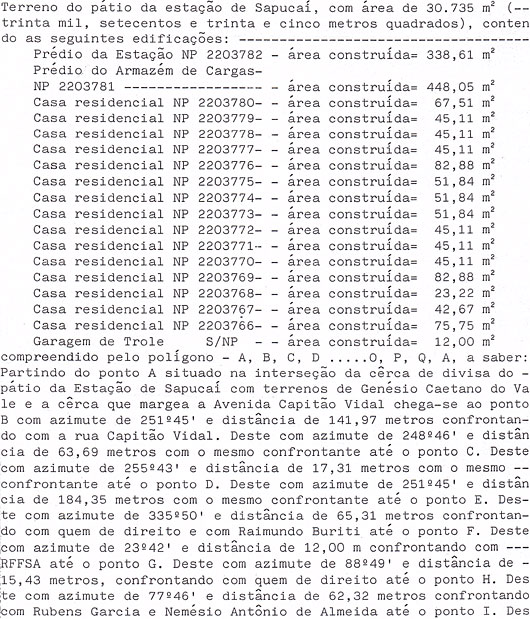 Terreno do pátio da estação de Sapucaí, com área de 30.735 m² (--
trinta mil, setecentos e trinta e cinco metros quadrados), conten
do as seguintes edificações: ----------------------------------
Prédio da Estação NP 2203782 - área construída= 338,61 m²
Prédio do Armazém de Cargas-
NP 2203781 ----------------- - área construída= 448,05 m²
Casa residencial NP 2203780- - área construída= 67,51 m²
Casa residencial NP 2203779- - área construída= 45,11 m²
Casa residencial NP 2203778- - área construída= 45,11 m²
Casa residencial NP 2203777- - área construída= 45,11 m²
Casa residencial NP 2203776- - área construída= 82,88 m²
Casa residencial NP 2203775- - área construída= 51,84 m²
Casa residencial NP 2203774- - área construída= 51,84 m²
Casa residencial NP 2203773- - área construída= 51,84 m²
Casa residencial NP 2203772- - área construída= 45,11 m²
Casa residencial NP 2203771- - área construída= 45,11 m²
Casa residencial NP 2203770- - área construída= 45,11 m²
Casa residencial NP 2203769- - área construída= 82,88 m²
Casa residencial NP 2203768- - área construída= 23,22 m²
Casa residencial NP 2203767- - área construída= 42,67 m²
Casa residencial NP 2203766- - área construída= 75,75 m²
Garagem de Trole S/NP - - área construída= 12,00 m²
compreendido pelo polígono - A, B, C, D .....O, P, Q, A, a saber:
Partindo do ponto A situado na interseção da cêrca de divisa do -
pátio da Estação de Sapucaí com terrenos de Genésio Caetano do Va
le e a cêrca que margea a Avenida Capitão Vidal chega-se ao ponto
B com azimute de 251º45' e distância de 141,97 metros confrontan-
do com a rua Capitão Vidal. Deste com azimute de 248º46' e distân
cia de 63,69 metros com o mesmo confrontante até o ponto C. Deste
com azimute de 255º43' e distância de 17,31 metros com o mesmo --
confrontante até o ponto D. Deste com azimute de 251º45' e distân
cia de 184,35 metros com o mesmo confrontante até o ponto E. Des-
te com azimute de 335º50' e distância de 65,31 metros confrontan-
do com quem de direito e com Raimundo Buriti até o ponto F. Deste
com azimute de 23º42' e distância de 12,00 m confrontando com ---
RFFSA até o ponto G. Deste com azimute de 88º49' e distância de -
15,43 metros, confrontando com quem de direito até o ponto H. Des
te com azimute de 77º46' e distância de 62,32 metros confrontando
com Rubens Garcia e Nemésio Antônio de Almeida até o ponto I. Des